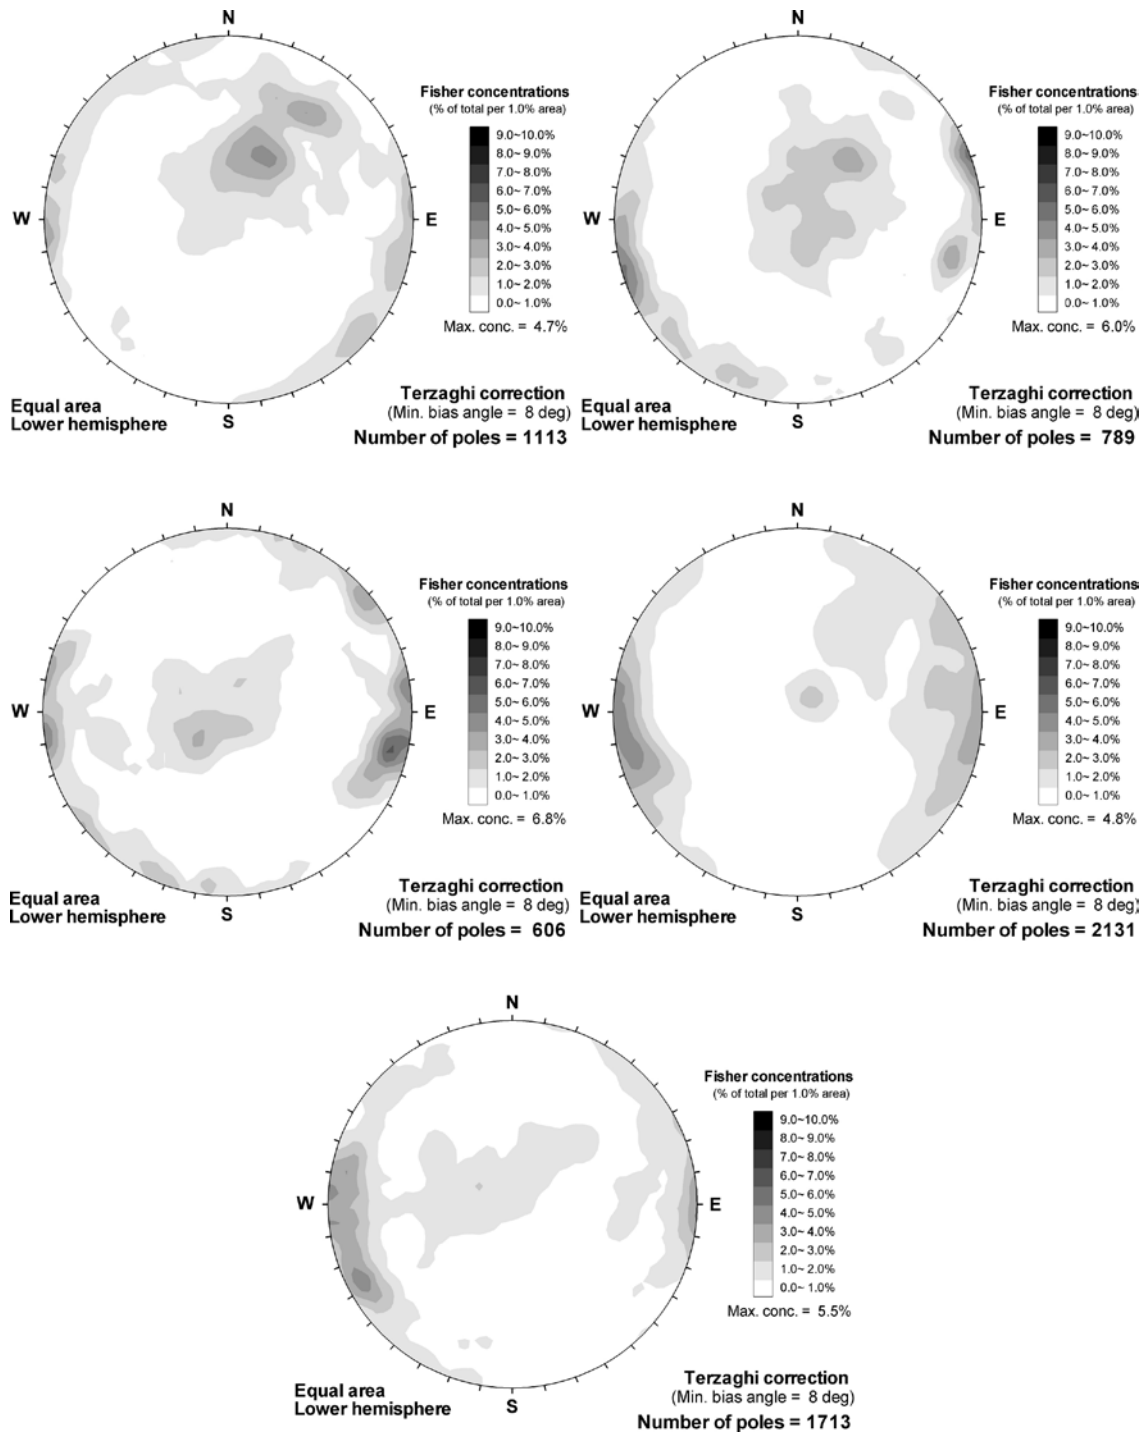 N
Fisher concentrations
(% of total per 1.0% area)
9.0~10.0%
8.0~ 9.0%
7.0~ 8.0%
6.0~ 7.0%
5.0~ 6.0%
4.0~ 5.0%
3.0~ 4.0%
2.0~ 3.0%
1.0~ 2.0%
0.0~ 1.0%
Max. conc. = 4.7%
W
E
S
Equal area
Lower hemisphere
Terzaghi correction
(Min. bias angle = 8 deg)
Number of poles = 1113
N
Fisher concentrations
(% of total per 1.0% area)
9.0~10.0%
8.0~ 9.0%
7.0~ 8.0%
6.0~ 7.0%
5.0~ 6.0%
4.0~ 5.0%
3.0~ 4.0%
2.0~ 3.0%
1.0~ 2.0%
0.0~ 1.0%
Max. conc. = 6.0%
W
E
S
Equal area
Lower hemisphere
Terzaghi correction
(Min. bias angle = 8 deg)
Number of poles = 789
N
Fisher concentrations
(% of total per 1.0% area)
9.0~10.0%
8.0~ 9.0%
7.0~ 8.0%
6.0~ 7.0%
5.0~ 6.0%
4.0~ 5.0%
3.0~ 4.0%
2.0~ 3.0%
1.0~ 2.0%
0.0~ 1.0%
Max. conc. = 6.8%
W
E
S
Equal area
Lower hemisphere
Terzaghi correction
(Min. bias angle = 8 deg)
Number of poles = 606
N
Fisher concentrations
(% of total per 1.0% area)
9.0~10.0%
8.0~ 9.0%
7.0~ 8.0%
6.0~ 7.0%
5.0~ 6.0%
4.0~ 5.0%
3.0~ 4.0%
2.0~ 3.0%
1.0~ 2.0%
0.0~ 1.0%
Max. conc. = 4.8%
W
E
S
Equal area
Lower hemisphere
Terzaghi correction
(Min. bias angle = 8 deg)
Number of poles = 2131
N
Fisher concentrations
(% of total per 1.0% area)
9.0~10.0%
8.0~ 9.0%
7.0~ 8.0%
6.0~ 7.0%
5.0~ 6.0%
4.0~ 5.0%
3.0~ 4.0%
2.0~ 3.0%
1.0~ 2.0%
0.0~ 1.0%
Max. conc. = 5.5%
W
E
S
Equal area
Lower hemisphere
Terzaghi correction
(Min. bias angle = 8 deg)
Number of poles = 1713